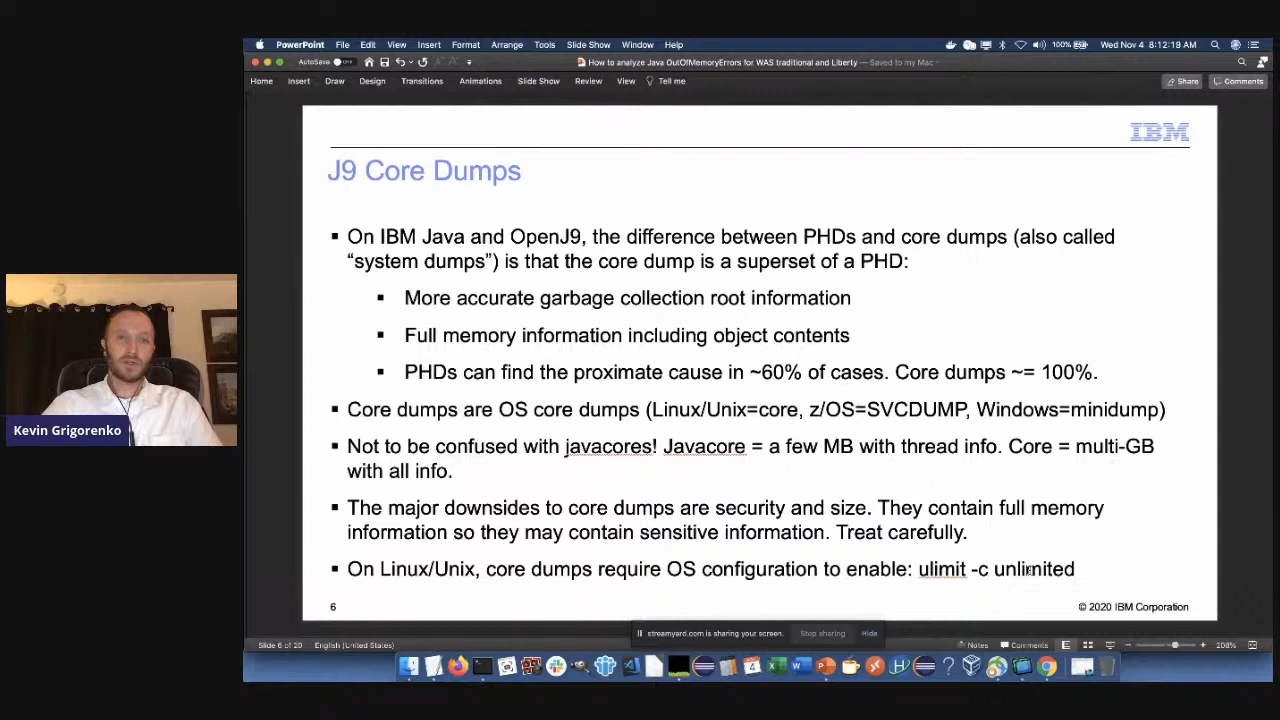 PowerPoint File Edit View Insert Format Arrange Tools Slide Show Window Help 100% Wed Nov 4 8:12:19 AM
AutoSave OFF How to analyze Java OutOfMemoryErrors for WAS traditional and Liberty — Saved to my Mac
Home Insert Draw Design Transitions Animations Slide Show Review View Tell me Share Comments
IBM
J9 Core Dumps
▪ On IBM Java and OpenJ9, the difference between PHDs and core dumps (also called
“system dumps”) is that the core dump is a superset of a PHD:
▪ More accurate garbage collection root information
▪ Full memory information including object contents
▪ PHDs can find the proximate cause in ~60% of cases. Core dumps ~= 100%.
▪ Core dumps are OS core dumps (Linux/Unix=core, z/OS=SVCDUMP, Windows=minidump)
▪ Not to be confused with javacores! Javacore = a few MB with thread info. Core = multi-GB
with all info.
▪ The major downsides to core dumps are security and size. They contain full memory
information so they may contain sensitive information. Treat carefully.
▪ On Linux/Unix, core dumps require OS configuration to enable: ulimit -c unlimited
6 © 2020 IBM Corporation
Kevin Grigorenko
streamyard.com is sharing your screen. Stop sharing Hide
Slide 6 of 20 English (United States) Notes Comments 208%